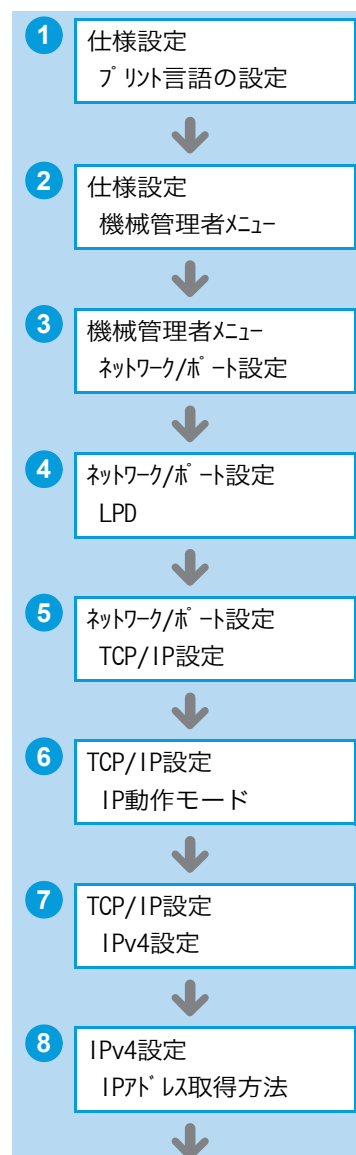 1
仕様設定
プリント言語の設定
2
仕様設定
機械管理者メニュー
3
機械管理者メニュー
ネットワーク/ポート設定
4
ネットワーク/ポート設定
LPD
5
ネットワーク/ポート設定
TCP/IP設定
6
TCP/IP設定
IP動作モード
7
TCP/IP設定
IPv4設定
8
IPv4設定
IPアドレス取得方法